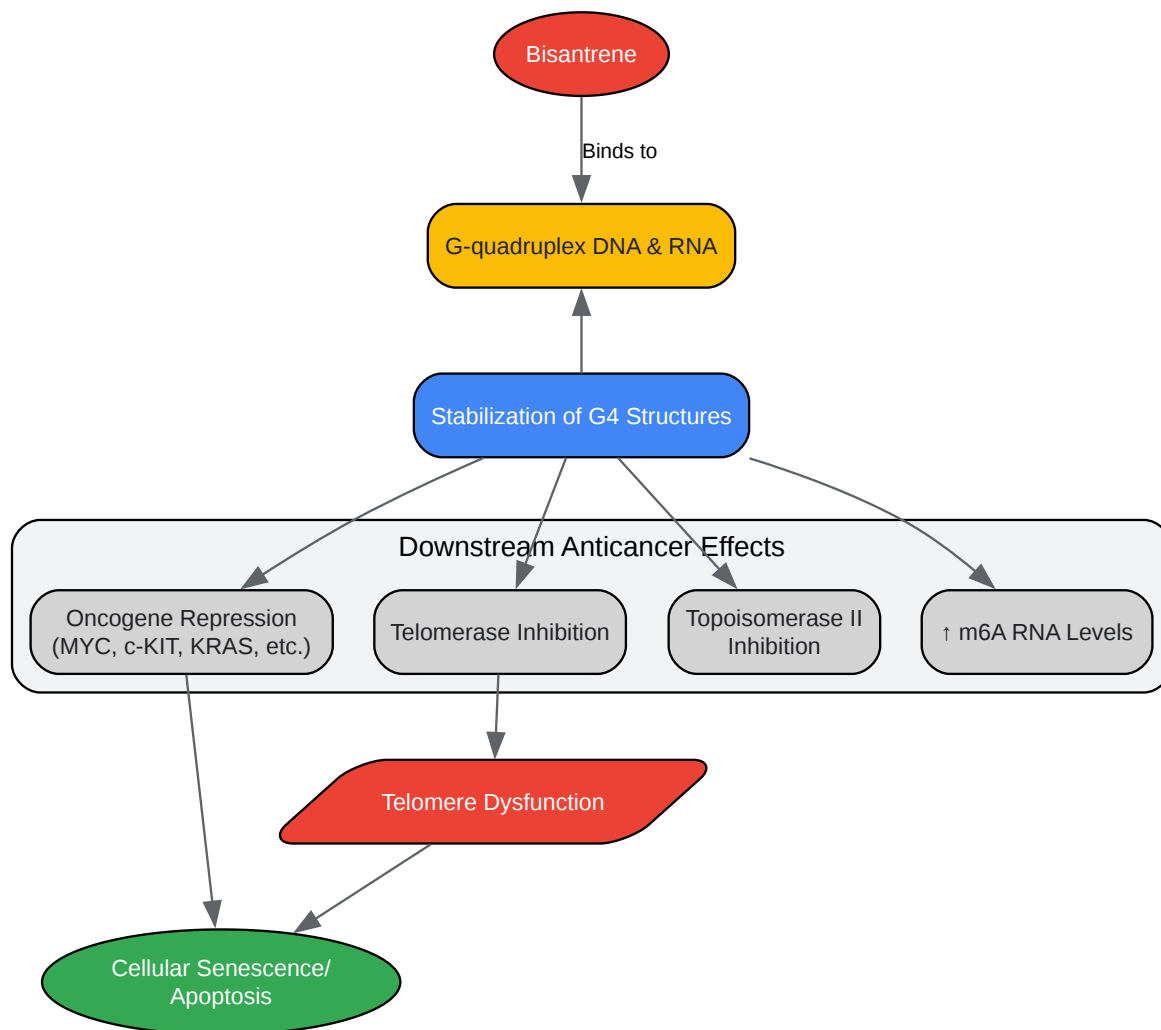 Bisantrene
Binds to
G-quadruplex DNA & RNA
Stabilization of G4 Structures
Downstream Anticancer Effects
Oncogene Repression
(MYC, c-KIT, KRAS, etc.)
Telomerase Inhibition
Topoisomerase II
Inhibition
↑ m6A RNA Levels
Telomere Dysfunction
Cellular Senescence/
Apoptosis